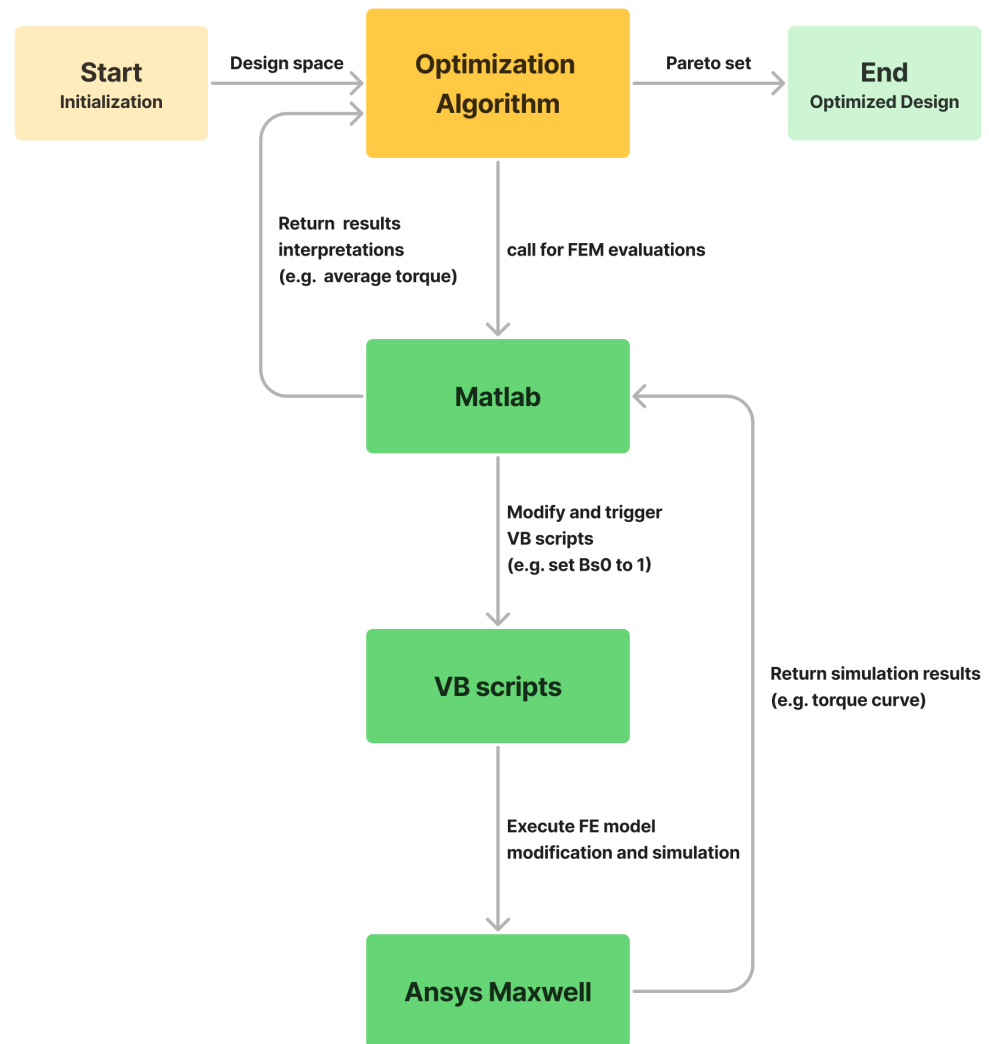 Start
Initialization
Design space
Optimization
Algorithm
Pareto set
End
Optimized Design
Return results
interpretations
(e.g. average torque)
call for FEM evaluations
Matlab
Modify and trigger
VB scripts
(e.g. set Bs0 to 1)
VB scripts
Return simulation results
(e.g. torque curve)
Execute FE model
modification and simulation
Ansys Maxwell